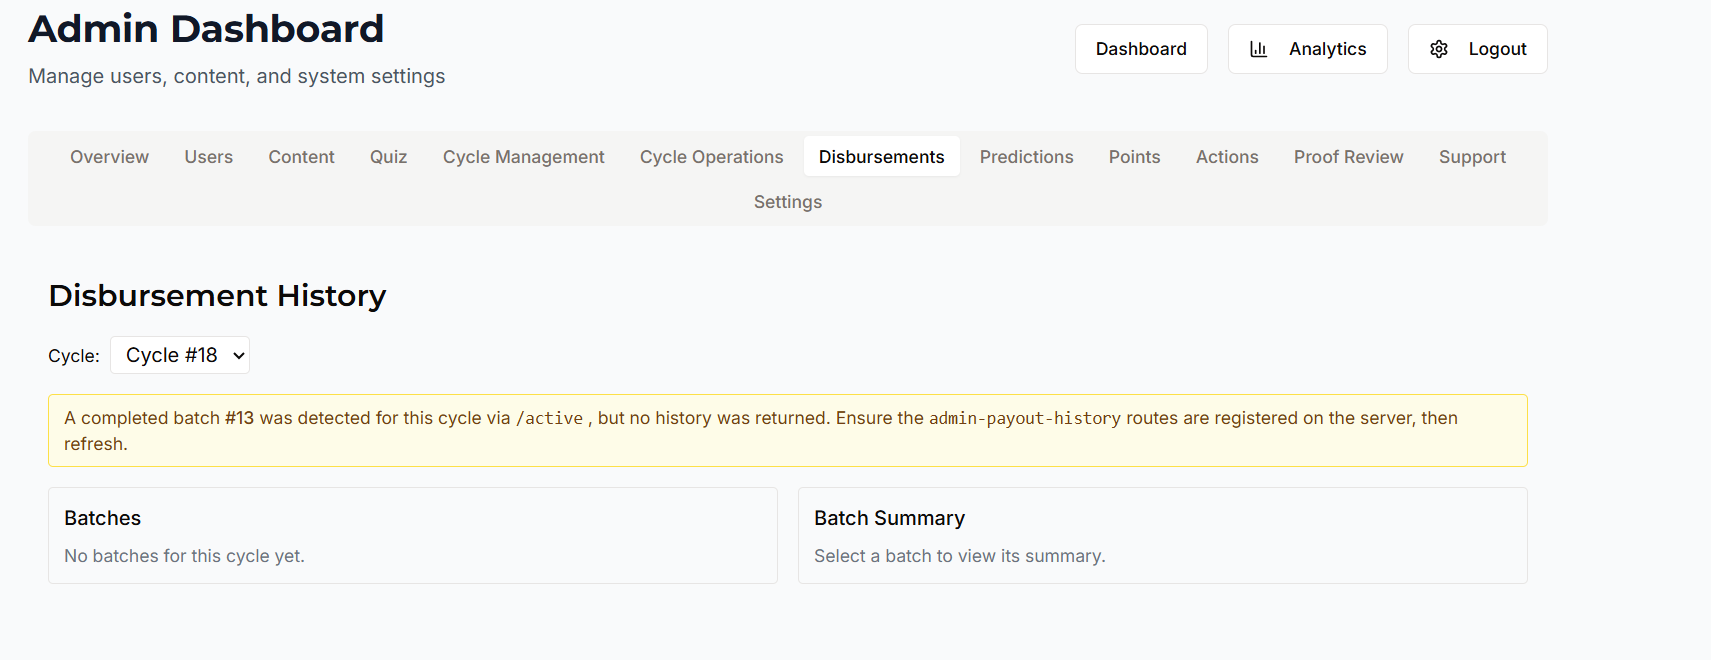 Admin Dashboard
Manage users, content, and system settings
Dashboard
Analytics
Logout
Overview
Users
Content
Quiz
Cycle Management
Cycle Operations
Disbursements
Predictions
Points
Actions
Proof Review
Support
Settings
Disbursement History
Cycle: Cycle #18
A completed batch #13 was detected for this cycle via /active , but no history was returned. Ensure the admin-payout-history routes are registered on the server, then
refresh.
Batches
No batches for this cycle yet.
Batch Summary
Select a batch to view its summary.